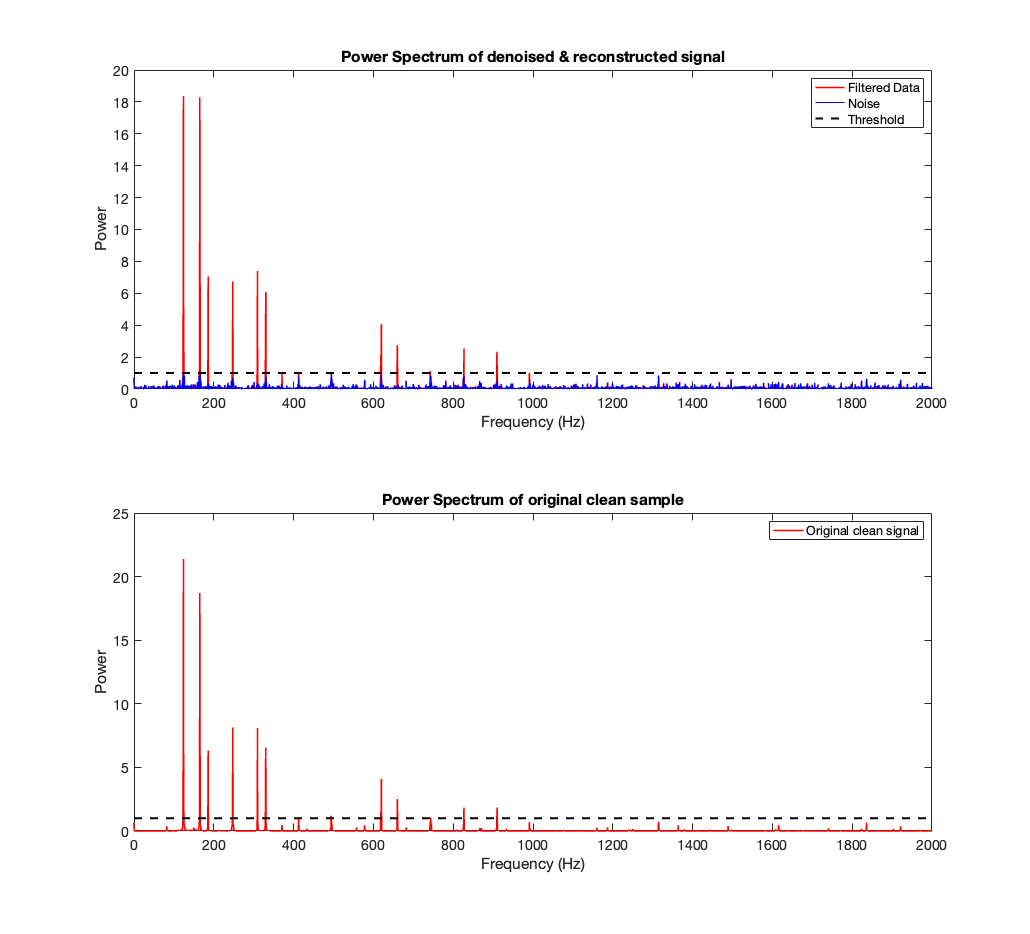 Power Spectrum of denoised & reconstructed signal
20
18
16
14
12
10
8
6
4
2
0
Power
Filtered Data
Noise
Threshold
0 200 400 600 800 1000 1200 1400 1600 1800 2000
Frequency (Hz)
Power Spectrum of original clean sample
25
20
15
10
5
0
Power
Original clean signal
0 200 400 600 800 1000 1200 1400 1600 1800 2000
Frequency (Hz)